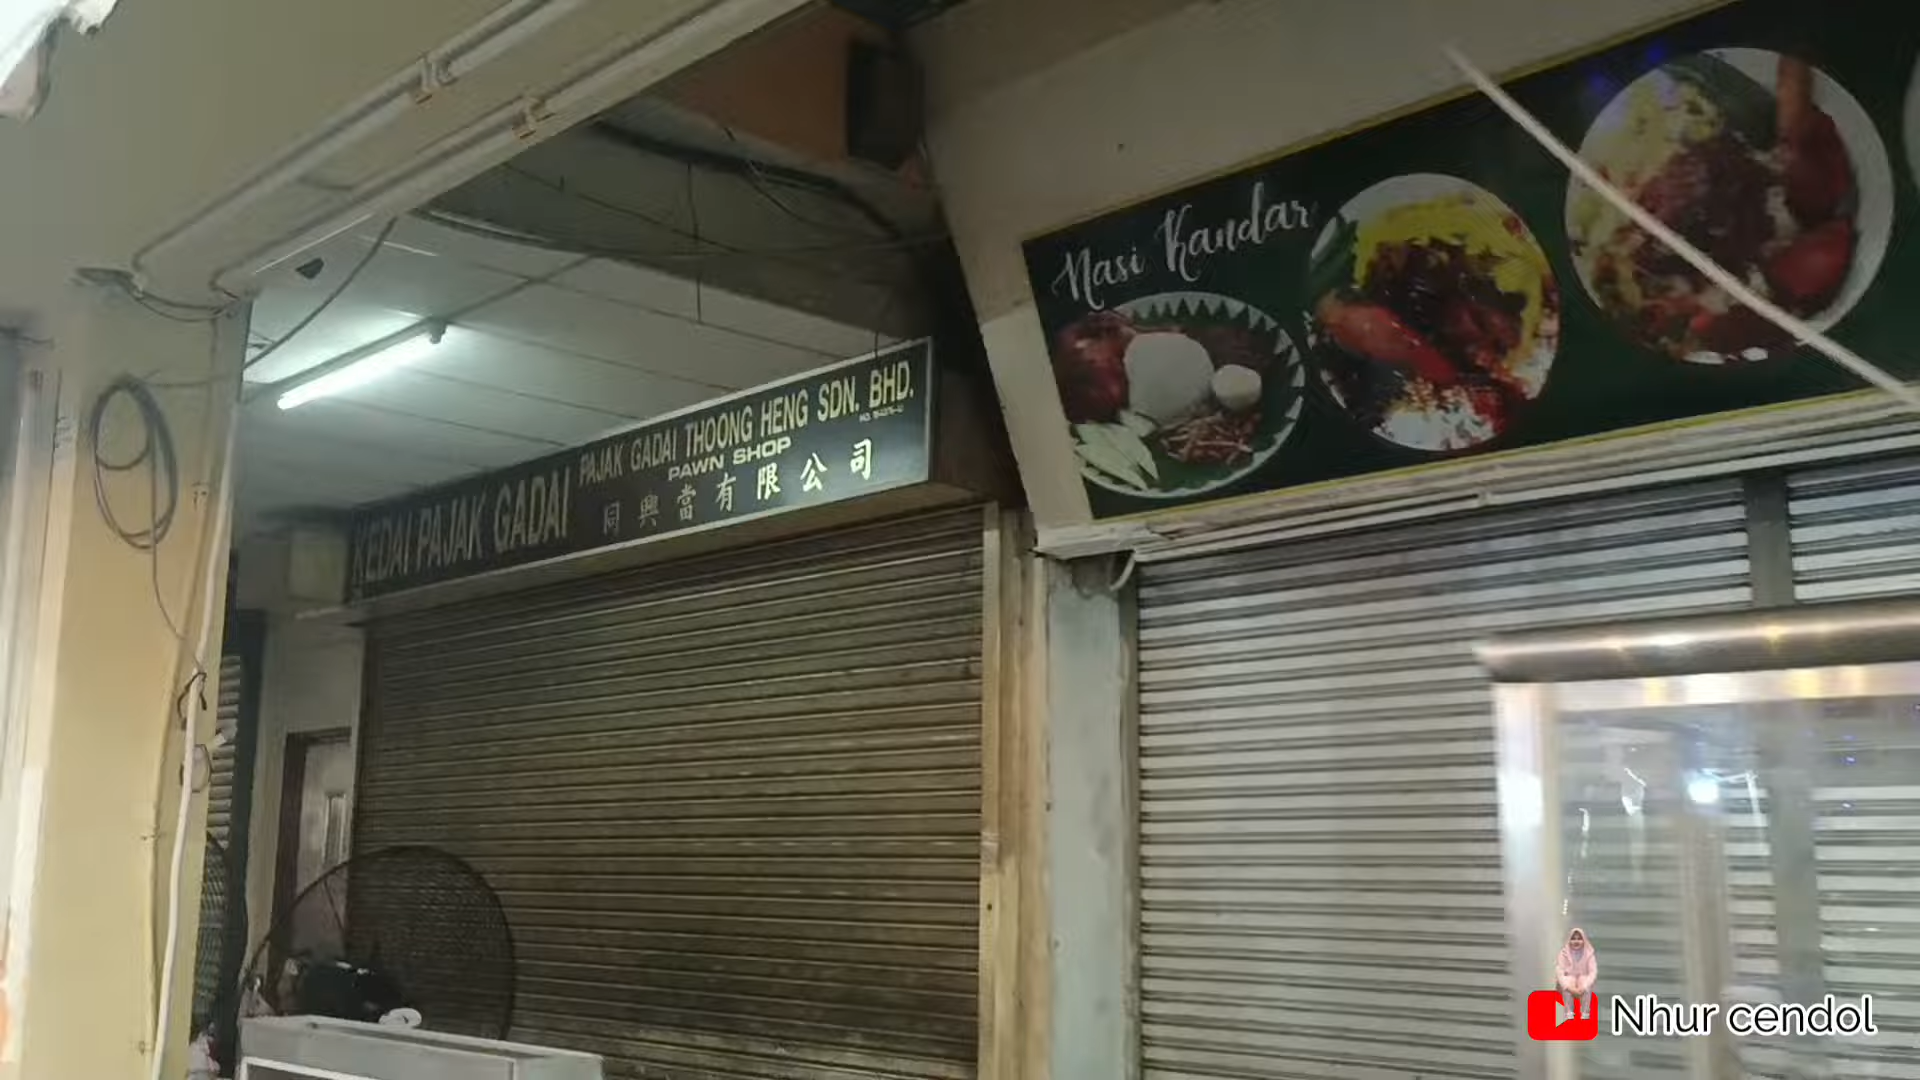 KEDAI PAJAK GADAI
PAJAK GADAI THOONG HENG SDN. BHD.
PAWN SHOP
同興當有限公司
Nasi Kandar
Nhur cendol